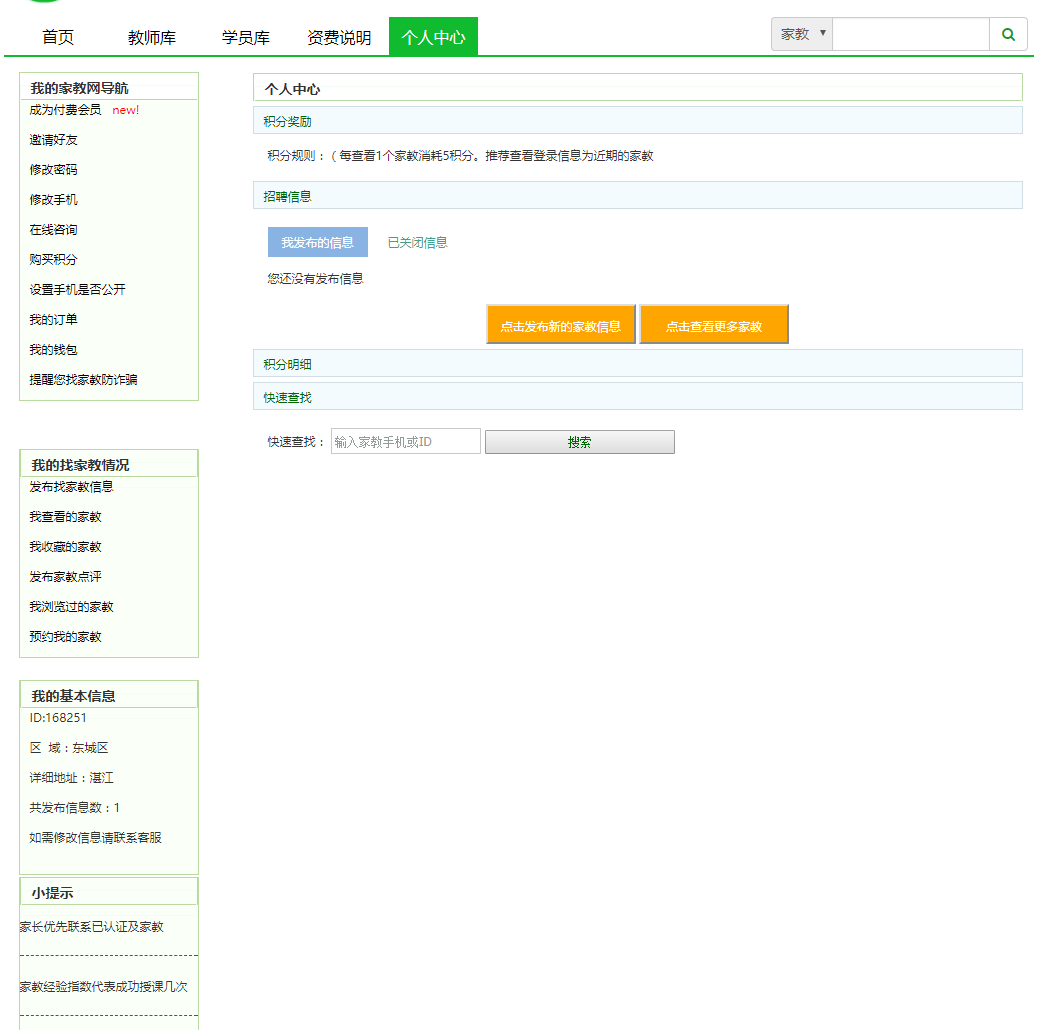 首页 教师库 学员库 资费说明 个人中心 家教
我的家教网导航
成为付费会员 new!
邀请好友
修改密码
修改手机
在线咨询
购买积分
设置手机是否公开
我的订单
我的钱包
提醒您找家教防诈骗
我的找家教情况
发布找家教信息
我查看的家教
我收藏的家教
发布家教点评
我浏览过的家教
预约我的家教
我的基本信息
ID:168251
区 域：东城区
详细地址：湛江
共发布信息数：1
如需修改信息请联系客服
小提示
家长优先联系已认证及家教
家教经验指数代表成功授课几次
个人中心
积分奖励
积分规则：（ 每查看1个家教消耗5积分。推荐查看登录信息为近期的家教
招聘信息
我发布的信息 已关闭信息
您还没有发布信息
点击发布新的家教信息 点击查看更多家教
积分明细
快速查找
快速查找： 输入家教手机或ID 搜索